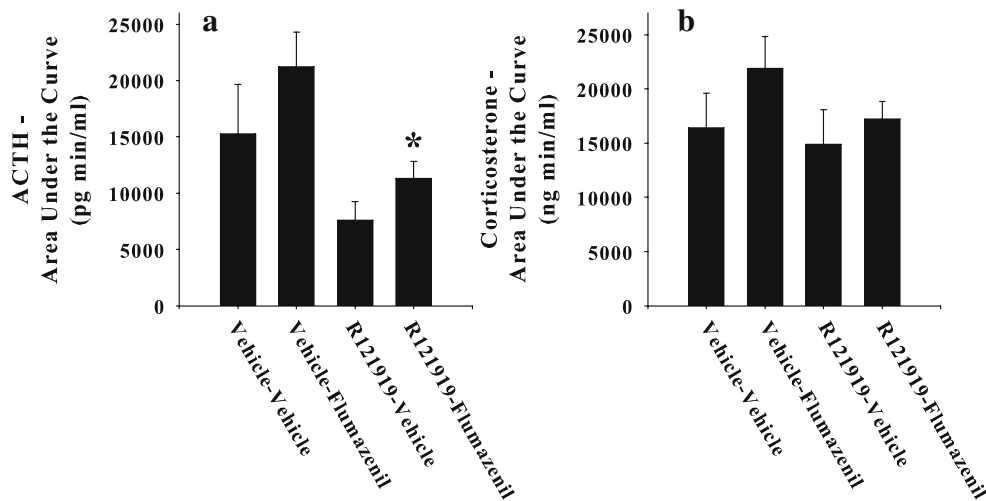 a
ACTH -
Area Under the Curve
(pg min/ml)
25000
20000
15000
10000
5000
0
*
Vehicle-Vehicle
Vehicle-Flumazenil
R121919-Vehicle
R121919-Flumazenil
b
Corticosterone -
Area Under the Curve
(ng min/ml)
25000
20000
15000
10000
5000
0
Vehicle-Vehicle
Vehicle-Flumazenil
R121919-Vehicle
R121919-Flumazenil